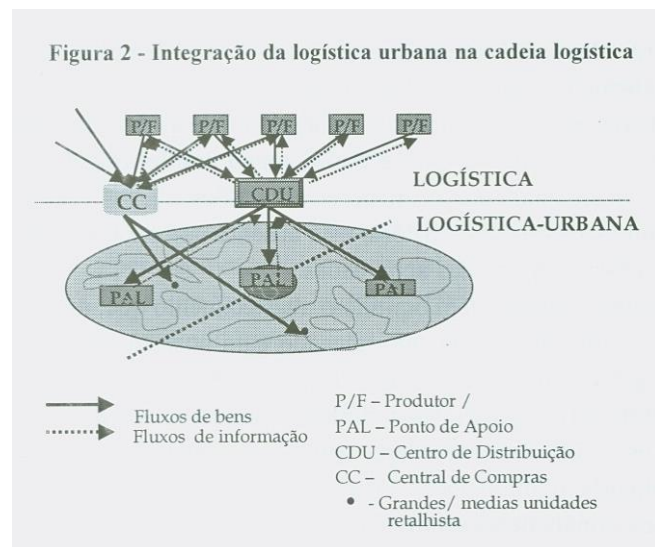 Figura 2 - Integração da logística urbana na cadeia logística
P/F P/F P/F P/F P/F
CC CDU LOGÍSTICA
LOGÍSTICA-URBANA
PAL PAL PAL
Fluxos de bens
Fluxos de informação
P/F – Produtor /
PAL – Ponto de Apoio
CDU – Centro de Distribuição
CC – Central de Compras
• - Grandes/ medias unidades
retalhista